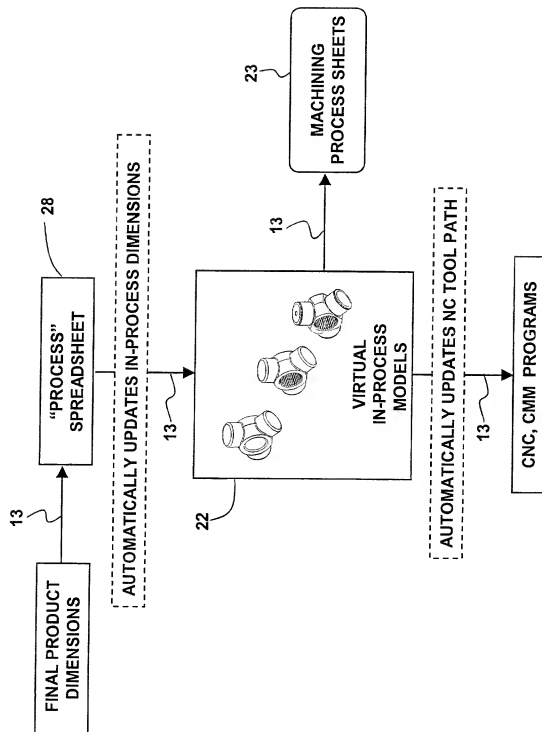 FINAL PRODUCT
DIMENSIONS
13
"PROCESS"
SPREADSHEET
28
AUTOMATICALLY UPDATES IN-PROCESS DIMENSIONS
13
22
VIRTUAL
IN-PROCESS
MODELS
13
MACHINING
PROCESS SHEETS
23
AUTOMATICALLY UPDATES NC TOOL PATH
13
CNC, CMM PROGRAMS